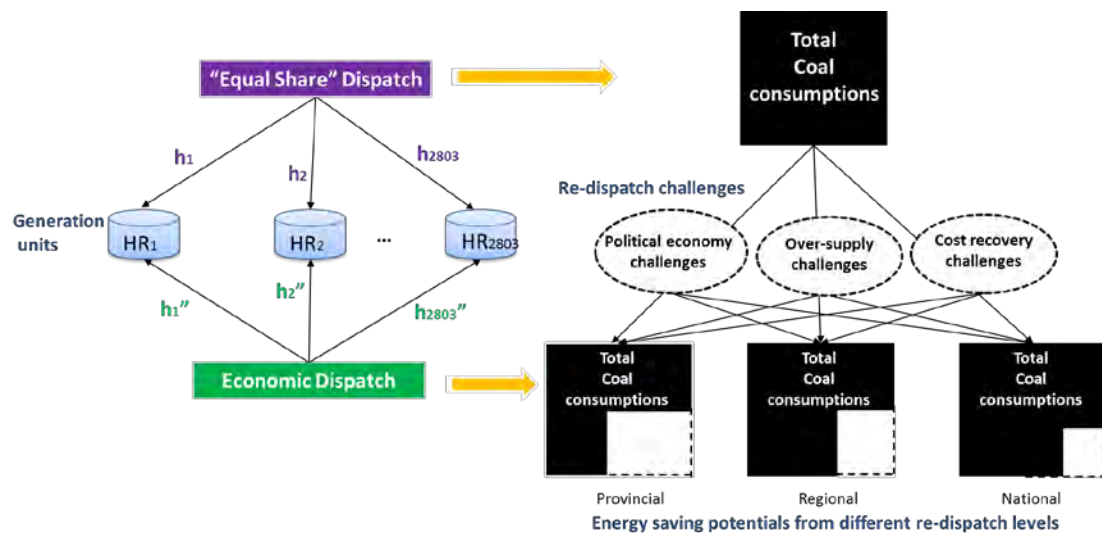 "Equal Share" Dispatch
Total
Coal
consumptions
h1
h2
h2803
Re-dispatch challenges
Generation
units
HR1
HR2
...
HR2803
Political economy
challenges
Over-supply
challenges
Cost recovery
challenges
h1”
h2”
h2803”
Economic Dispatch
Total
Coal
consumptions
Total
Coal
consumptions
Total
Coal
consumptions
Provincial
Regional
National
Energy saving potentials from different re-dispatch levels